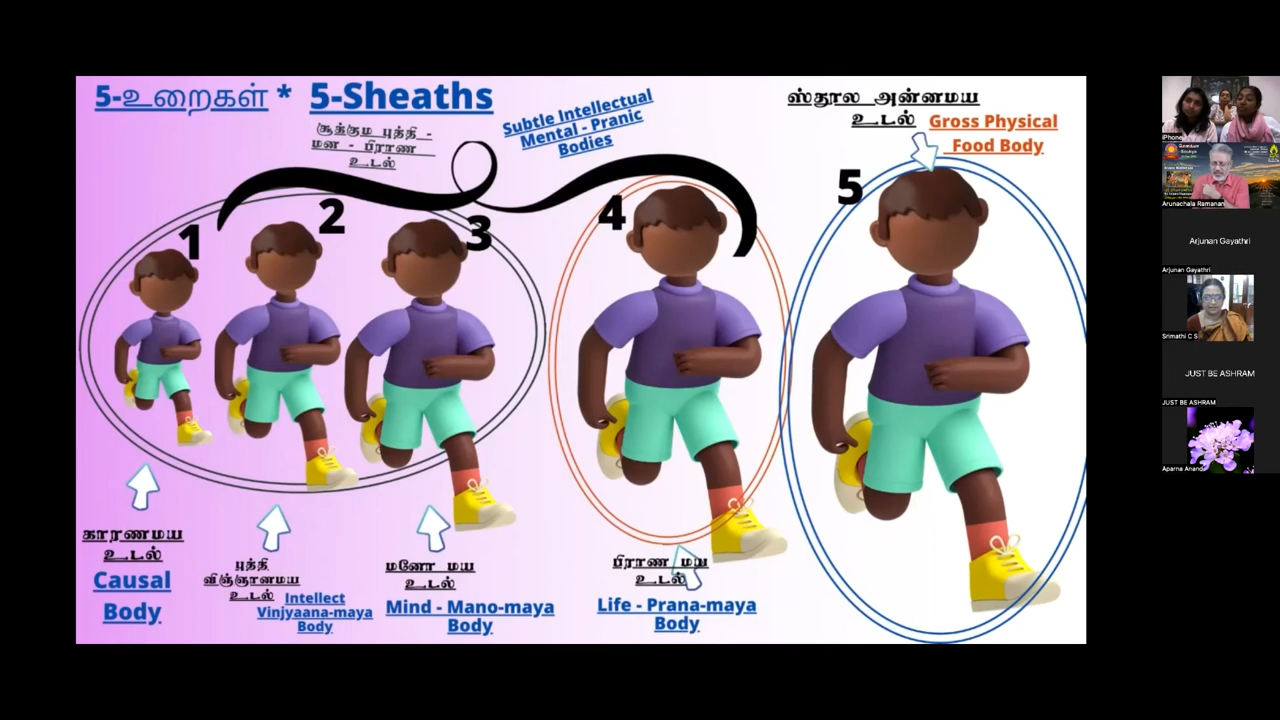 5-உறைகள் * 5-Sheaths
சூக்கும புத்தி -
மன - பிராண
உடல்
Subtle Intellectual
Mental - Pranic
Bodies
ஸ்தூல அன்னமய
உடல்
Gross Physical
Food Body
1
2
3
4
5
காரணமய
உடல்
Causal
Body
புத்தி
விஞ்ஞானமய
உடல்
Intellect
Vinjyaana-maya
Body
மனோ மய
உடல்
Mind - Mano-maya
Body
பிராண மய
உடல்
Life - Prana-maya
Body
iPhone
Arunachala Ramanan
Arjunan Gayathri
Arjunan Gayathri
Srimathi C S
JUST BE ASHRAM
JUST BE ASHRAM
Aparna Anand